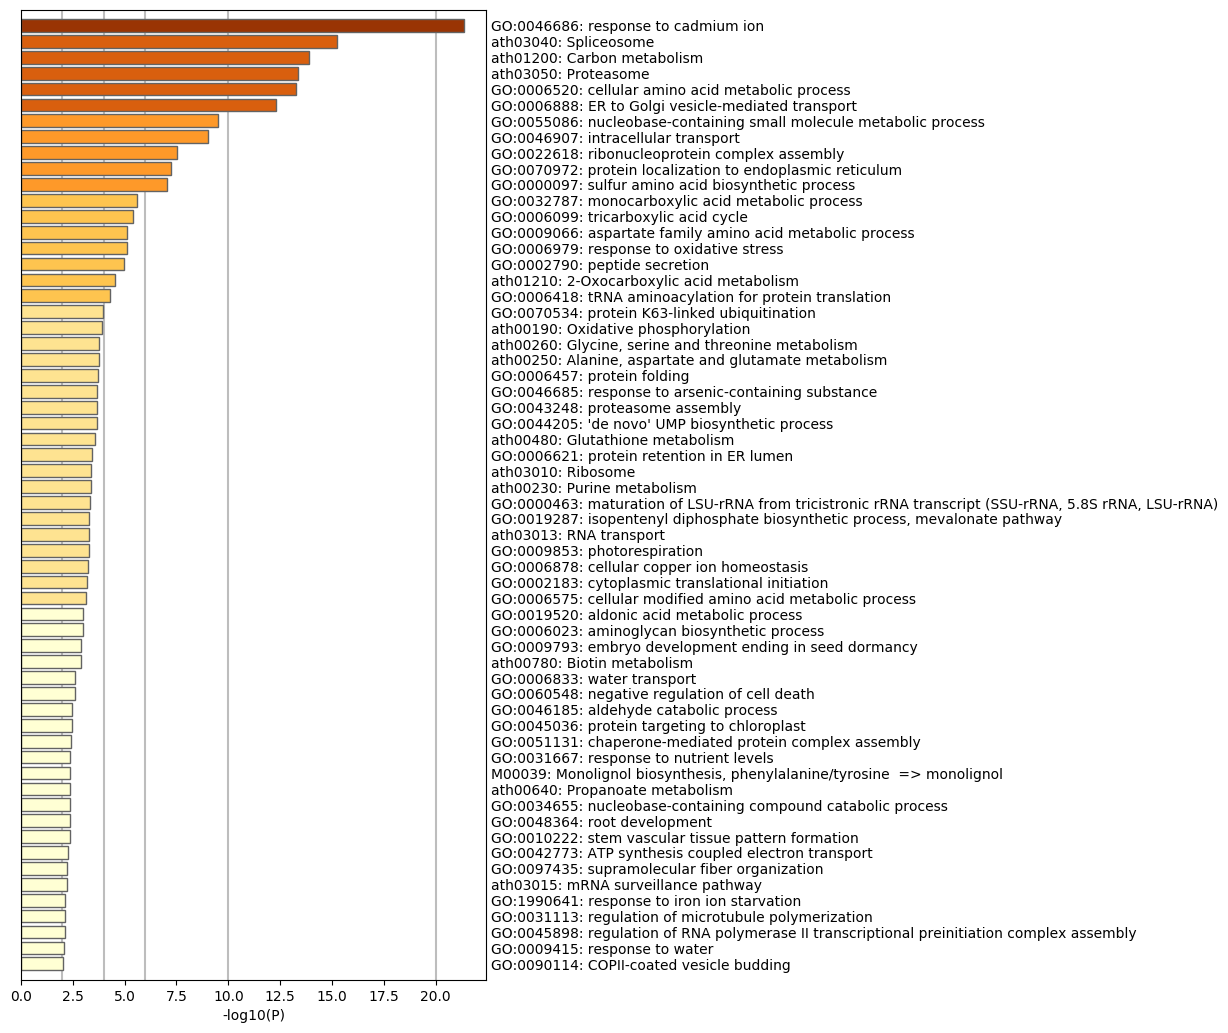 GO:0046686: response to cadmium ion
ath03040: Spliceosome
ath01200: Carbon metabolism
ath03050: Proteasome
GO:0006520: cellular amino acid metabolic process
GO:0006888: ER to Golgi vesicle-mediated transport
GO:0055086: nucleobase-containing small molecule metabolic process
GO:0046907: intracellular transport
GO:0022618: ribonucleoprotein complex assembly
GO:0070972: protein localization to endoplasmic reticulum
GO:0000097: sulfur amino acid biosynthetic process
GO:0032787: monocarboxylic acid metabolic process
GO:0006099: tricarboxylic acid cycle
GO:0009066: aspartate family amino acid metabolic process
GO:0006979: response to oxidative stress
GO:0002790: peptide secretion
ath01210: 2-Oxocarboxylic acid metabolism
GO:0006418: tRNA aminoacylation for protein translation
GO:0070534: protein K63-linked ubiquitination
ath00190: Oxidative phosphorylation
ath00260: Glycine, serine and threonine metabolism
ath00250: Alanine, aspartate and glutamate metabolism
GO:0006457: protein folding
GO:0046685: response to arsenic-containing substance
GO:0043248: proteasome assembly
GO:0044205: 'de novo' UMP biosynthetic process
ath00480: Glutathione metabolism
GO:0006621: protein retention in ER lumen
ath03010: Ribosome
ath00230: Purine metabolism
GO:0000463: maturation of LSU-rRNA from tricistronic rRNA transcript (SSU-rRNA, 5.8S rRNA, LSU-rRNA)
GO:0019287: isopentenyl diphosphate biosynthetic process, mevalonate pathway
ath03013: RNA transport
GO:0009853: photorespiration
GO:0006878: cellular copper ion homeostasis
GO:0002183: cytoplasmic translational initiation
GO:0006575: cellular modified amino acid metabolic process
GO:0019520: aldonic acid metabolic process
GO:0006023: aminoglycan biosynthetic process
GO:0009793: embryo development ending in seed dormancy
ath00780: Biotin metabolism
GO:0006833: water transport
GO:0060548: negative regulation of cell death
GO:0046185: aldehyde catabolic process
GO:0045036: protein targeting to chloroplast
GO:0051131: chaperone-mediated protein complex assembly
GO:0031667: response to nutrient levels
M00039: Monolignol biosynthesis, phenylalanine/tyrosine  => monolignol
ath00640: Propanoate metabolism
GO:0034655: nucleobase-containing compound catabolic process
GO:0048364: root development
GO:0010222: stem vascular tissue pattern formation
GO:0042773: ATP synthesis coupled electron transport
GO:0097435: supramolecular fiber organization
ath03015: mRNA surveillance pathway
GO:1990641: response to iron ion starvation
GO:0031113: regulation of microtubule polymerization
GO:0045898: regulation of RNA polymerase II transcriptional preinitiation complex assembly
GO:0009415: response to water
GO:0090114: COPII-coated vesicle budding
0.0 2.5 5.0 7.5 10.0 12.5 15.0 17.5 20.0
-log10(P)